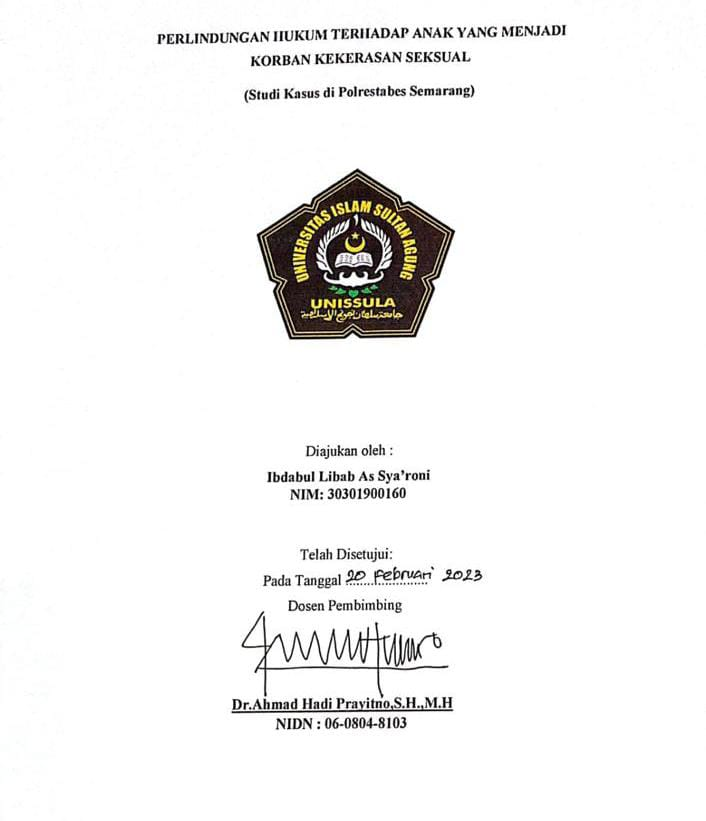 PERLINDUNGAN HUKUM TERHADAP ANAK YANG MENJADI
KORBAN KEKERASAN SEKSUAL
(Studi Kasus di Polrestabes Semarang)
UNIVERSITAS ISLAM SULTAN AGUNG
UNISSULA
جامعة سلطان أجونج الإسلامية
Diajukan oleh :
Ibdabul Libab As Sya’roni
NIM: 30301900160
Telah Disetujui:
Pada Tanggal 20 Februari 2023
Dosen Pembimbing
Dr.Ahmad Hadi Prayitno,S.H.,M.H
NIDN : 06-0804-8103